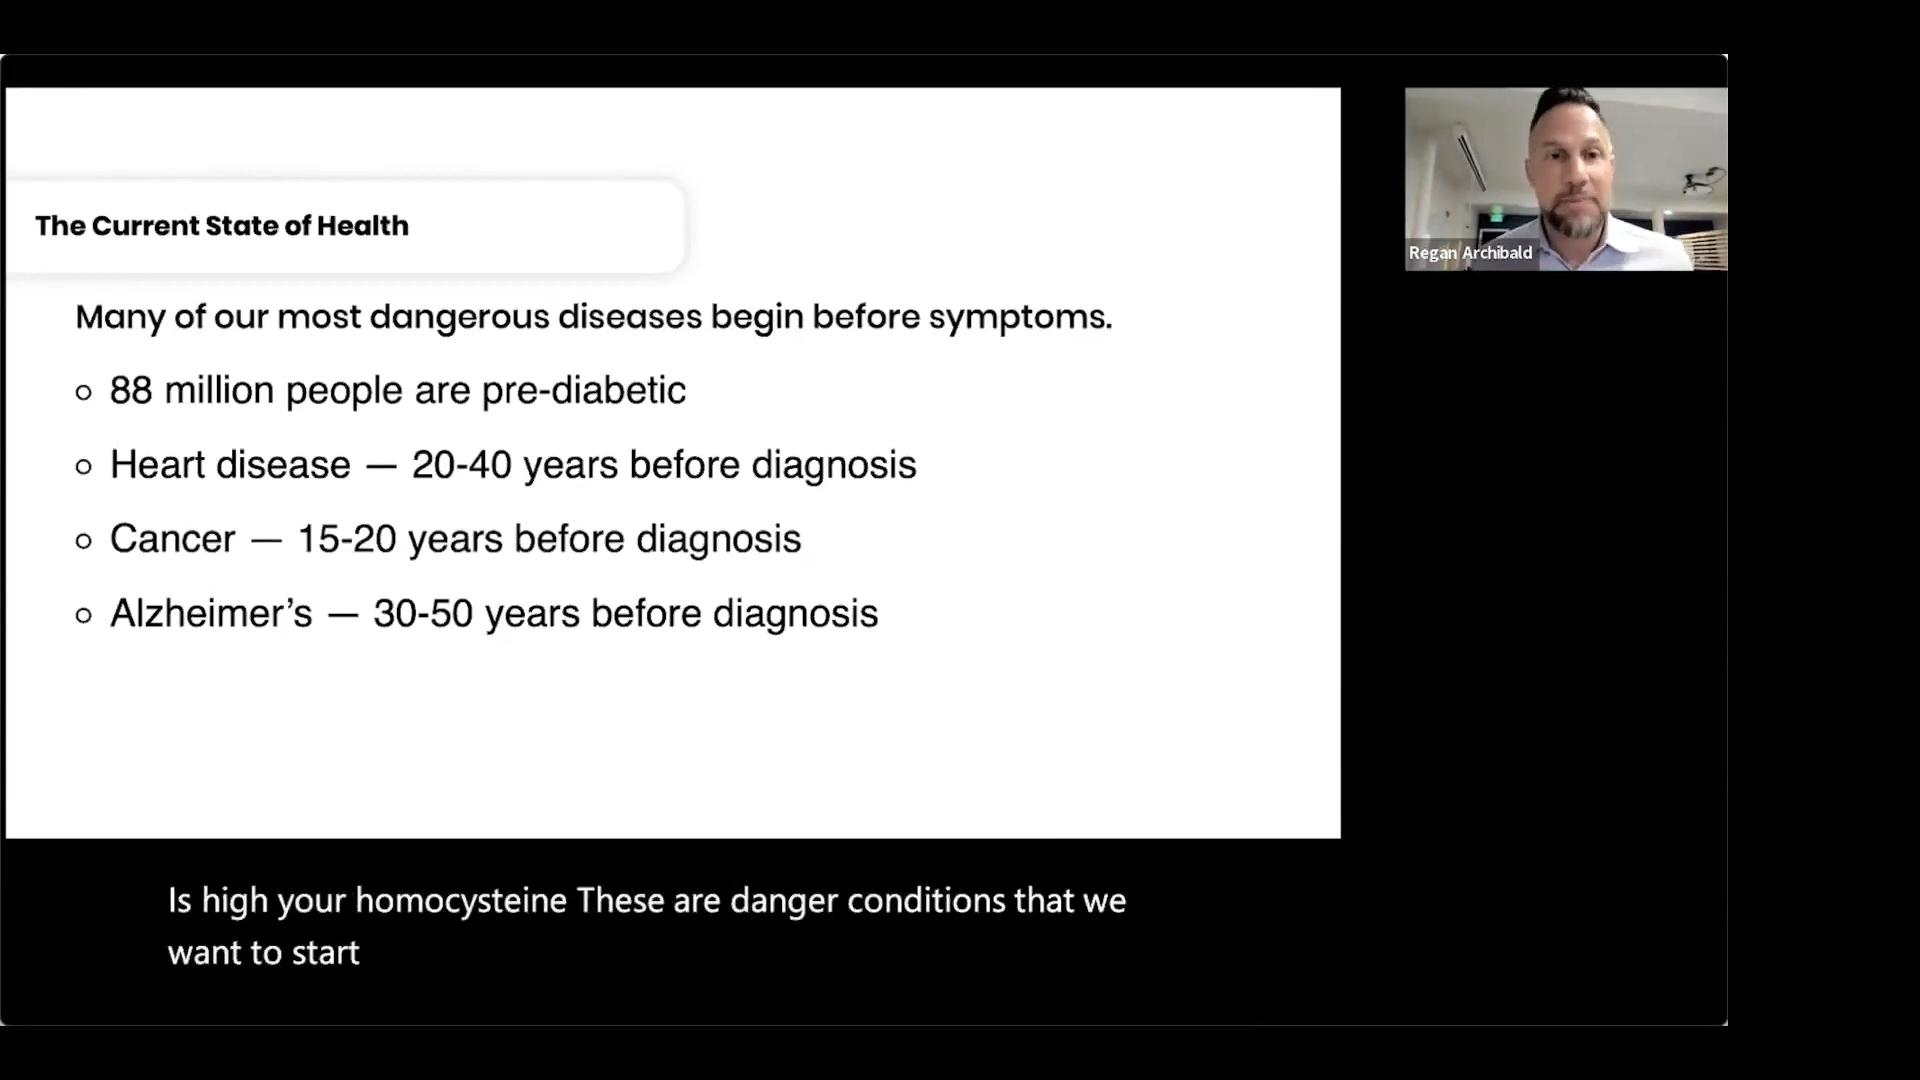 The Current State of Health
Many of our most dangerous diseases begin before symptoms.
88 million people are pre-diabetic
Heart disease — 20-40 years before diagnosis
Cancer — 15-20 years before diagnosis
Alzheimer’s — 30-50 years before diagnosis
Regan Archibald
Is high your homocysteine These are danger conditions that we
want to start